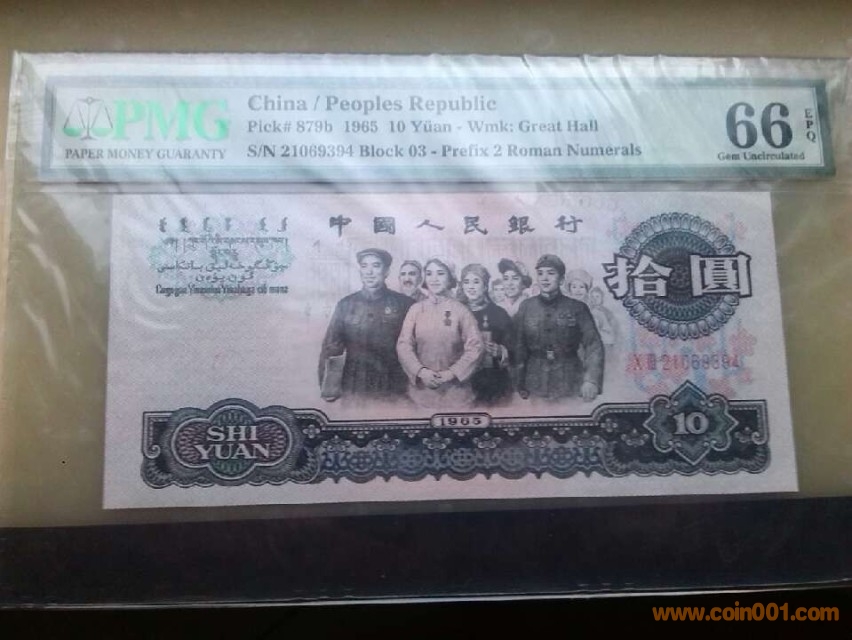 PMG
PAPER MONEY GUARANTY
China / Peoples Republic
Pick# 879b 1965 10 Yüan - Wmk: Great Hall
S/N 21069394 Block 03 - Prefix 2 Roman Numerals
66
EPQ
Gem Uncirculated
中國人民銀行
拾圓
21069394
1965
SHI
YUAN
10
www.coin001.com